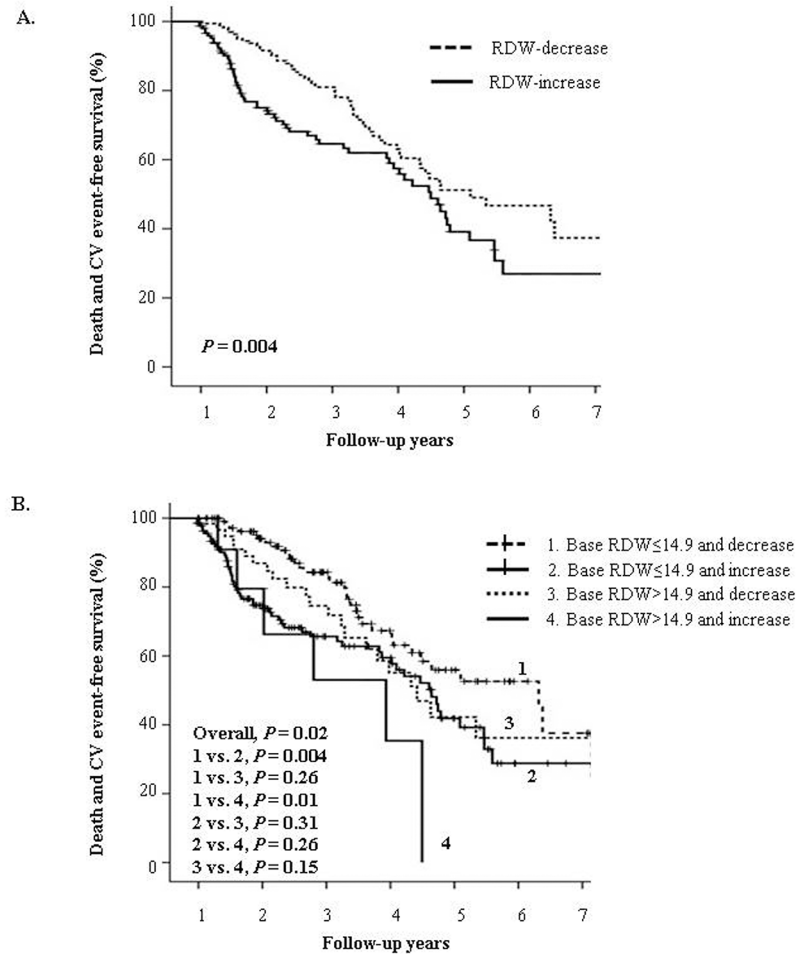 A.
Death and CV event-free survival (%)
100
80
60
40
20
0
RDW-decrease
RDW-increase
P = 0.004
1 2 3 4 5 6 7
Follow-up years
B.
Death and CV event-free survival (%)
100
80
60
40
20
0
1. Base RDW≤14.9 and decrease
2. Base RDW≤14.9 and increase
3. Base RDW>14.9 and decrease
4. Base RDW>14.9 and increase
1
3
2
4
Overall, P = 0.02
1 vs. 2, P = 0.004
1 vs. 3, P = 0.26
1 vs. 4, P = 0.01
2 vs. 3, P = 0.31
2 vs. 4, P = 0.26
3 vs. 4, P = 0.15
1 2 3 4 5 6 7
Follow-up years